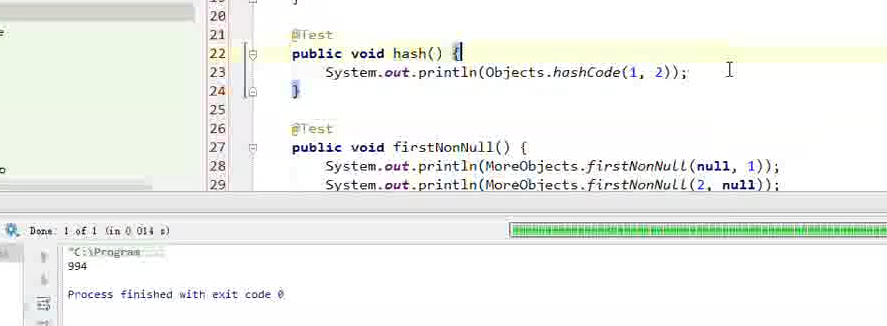 20
21 @Test
22 public void hash() {
23 System.out.println(Objects.hashCode(1, 2));
24 }
25
26 @Test
27 public void firstNonNull() {
28 System.out.println(MoreObjects.firstNonNull(null, 1));
29 System.out.println(MoreObjects.firstNonNull(2, null));
Done: 1 of 1 (in 0.014 s)
"C:\Program
994
Process finished with exit code 0